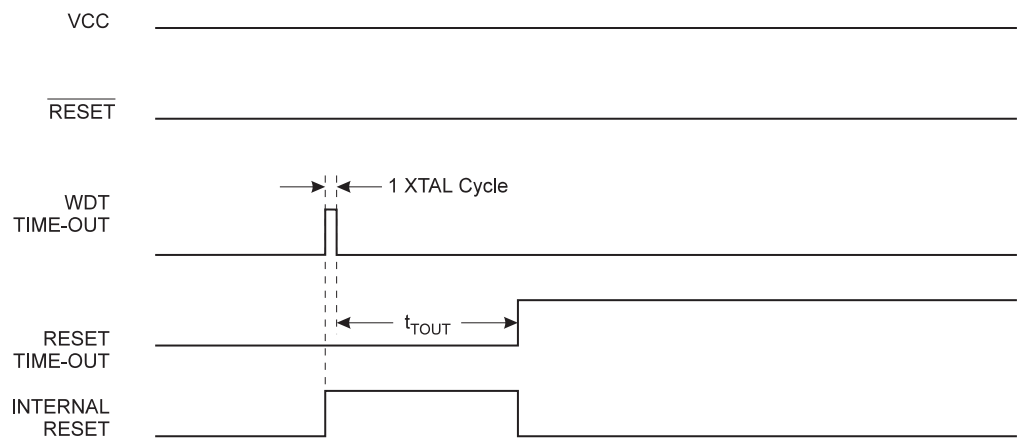 VCC
RESET
WDT
TIME-OUT
1 XTAL Cycle
RESET
TIME-OUT
tTOUT
INTERNAL
RESET